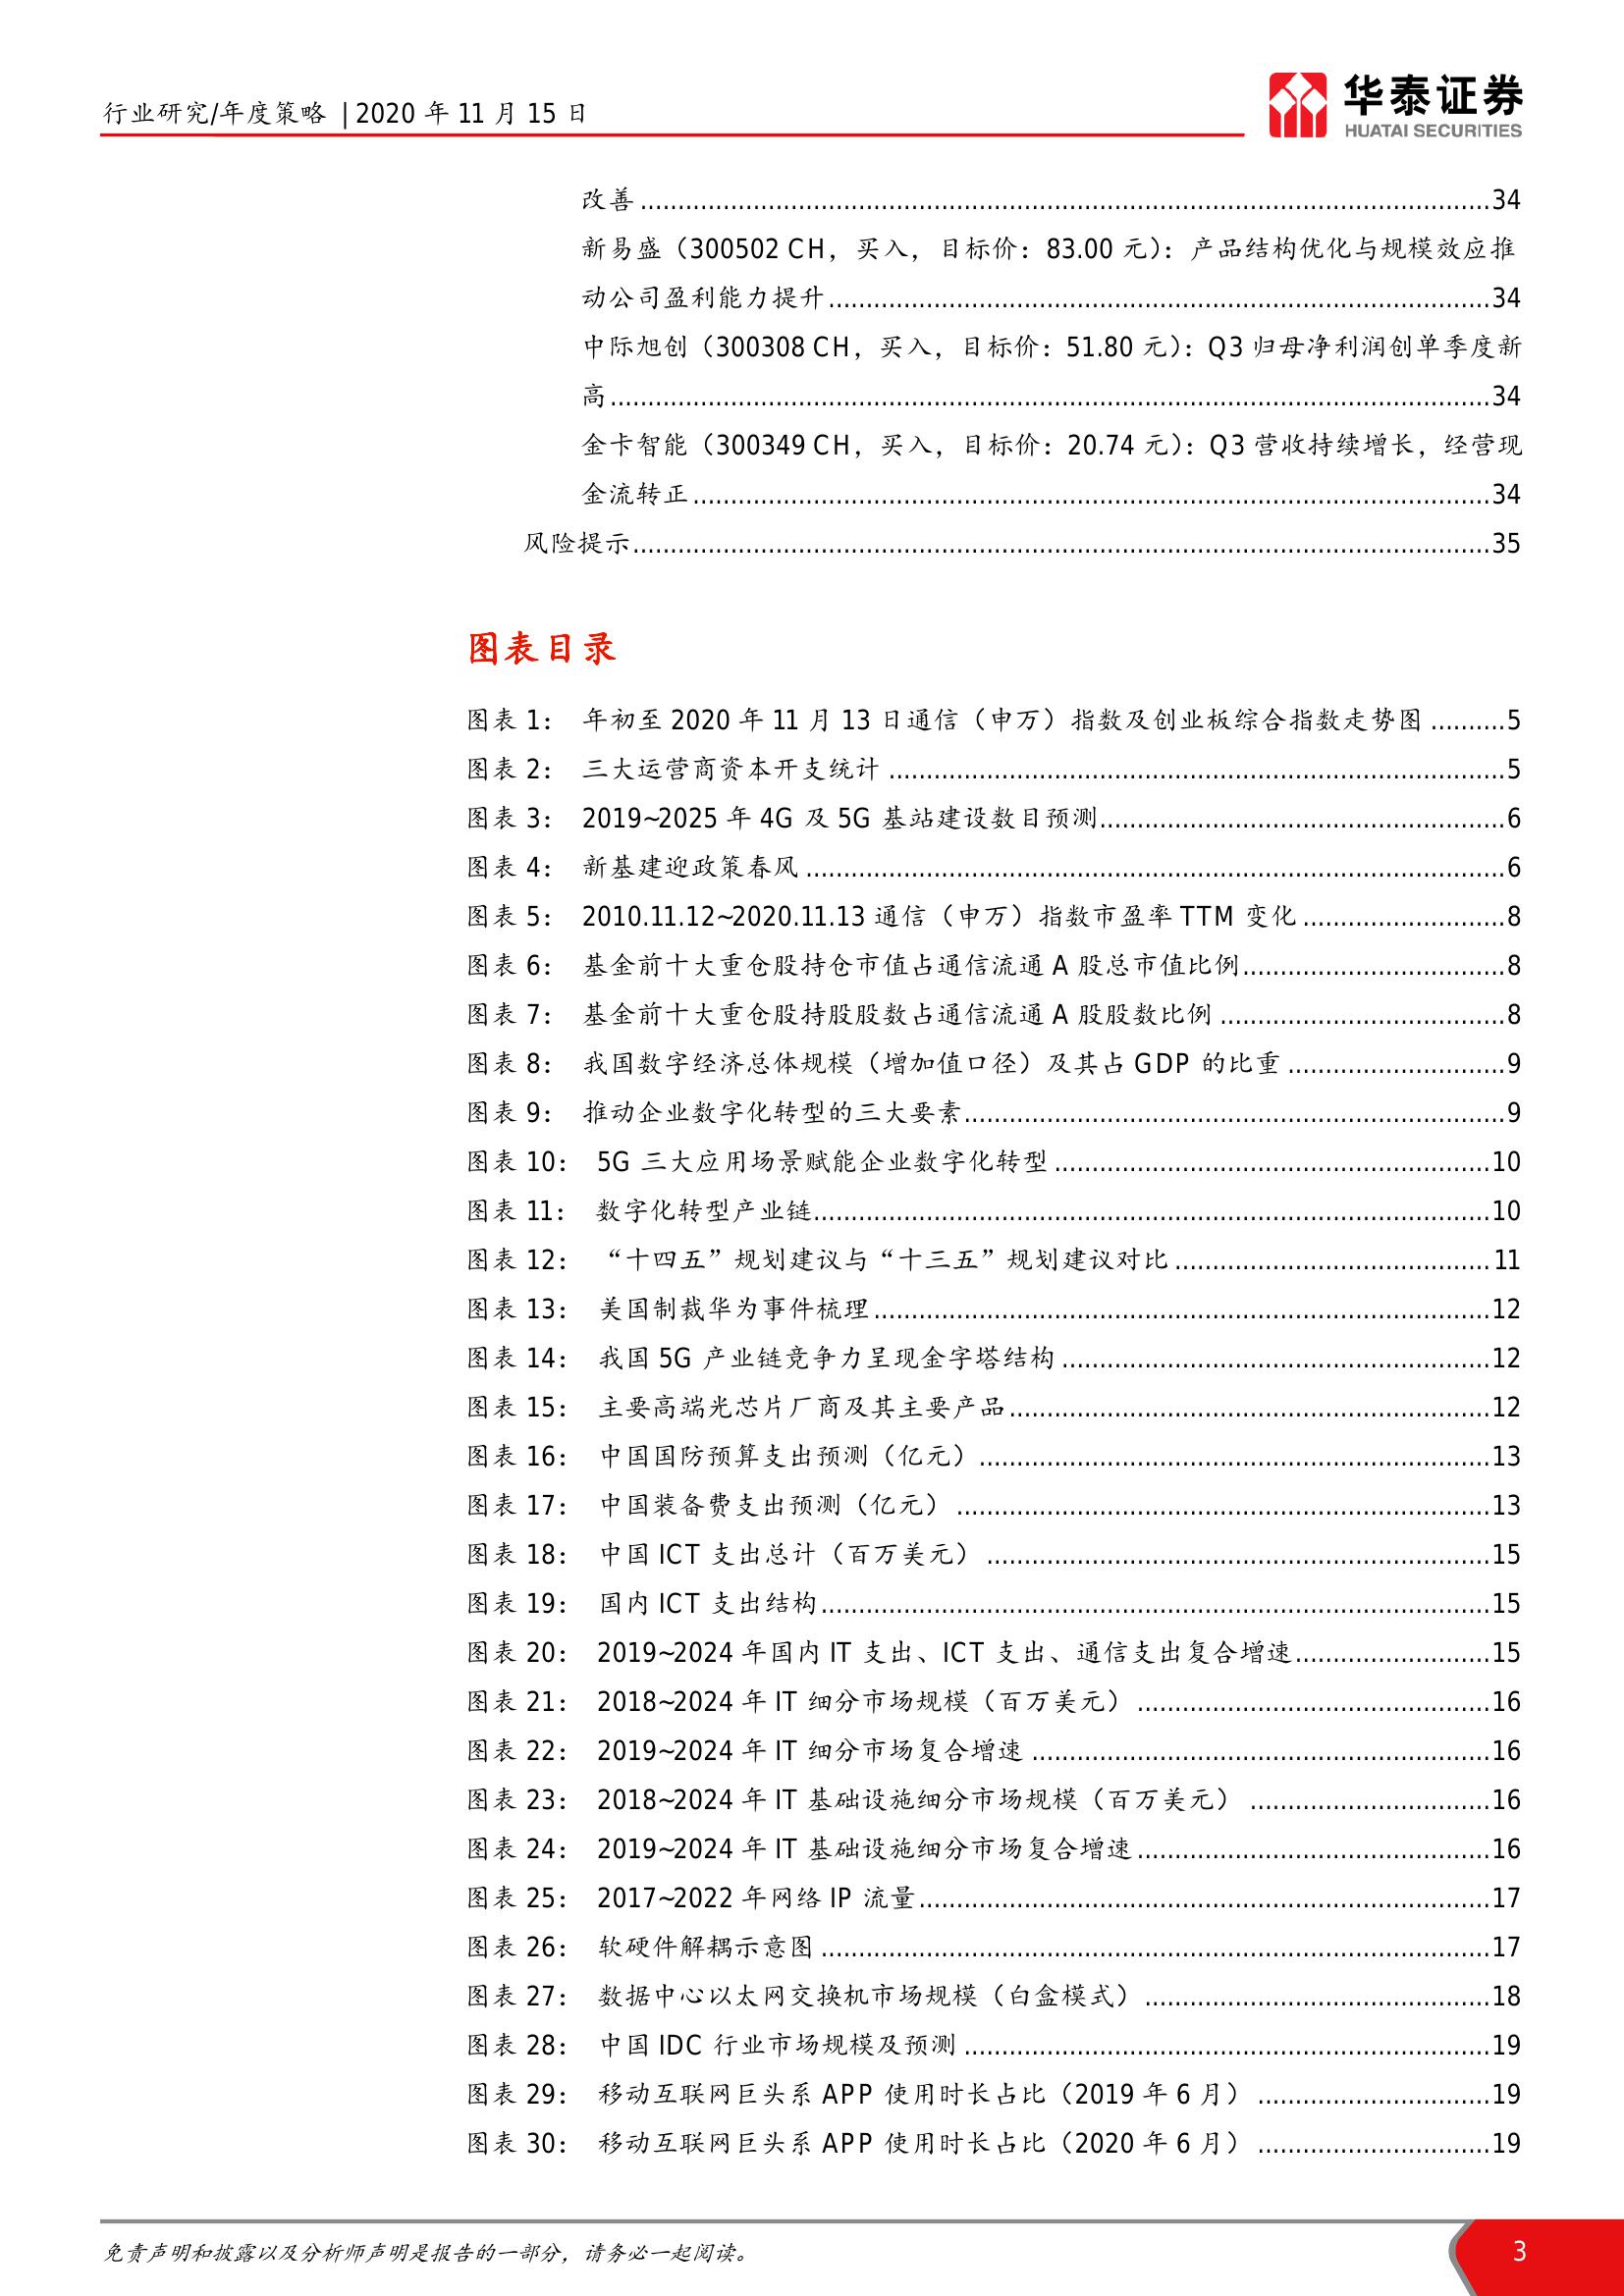 行业研究/年度策略 | 2020 年 11 月 15 日
华泰证券
HUATAI SECURITIES
改善 ................ 34
新易盛（300502 CH，买入，目标价：83.00 元）：产品结构优化与规模效应推
动公司盈利能力提升 ................ 34
中际旭创（300308 CH，买入，目标价：51.80 元）：Q3 归母净利润创单季度新
高 ................ 34
金卡智能（300349 CH，买入，目标价：20.74 元）：Q3 营收持续增长，经营现
金流转正 ................ 34
风险提示 ................ 35
图表目录
图表 1： 年初至 2020 年 11 月 13 日通信（申万）指数及创业板综合指数走势图 .......... 5
图表 2： 三大运营商资本开支统计 ................ 5
图表 3： 2019~2025 年 4G 及 5G 基站建设数目预测 ................ 6
图表 4： 新基建迎政策春风 ................ 6
图表 5： 2010.11.12~2020.11.13 通信（申万）指数市盈率 TTM 变化 ................ 8
图表 6： 基金前十大重仓股持仓市值占通信流通 A 股总市值比例 ................ 8
图表 7： 基金前十大重仓股持股股数占通信流通 A 股股数比例 ................ 8
图表 8： 我国数字经济总体规模（增加值口径）及其占 GDP 的比重 ................ 9
图表 9： 推动企业数字化转型的三大要素 ................ 9
图表 10： 5G 三大应用场景赋能企业数字化转型 ................ 10
图表 11： 数字化转型产业链 ................ 10
图表 12： “十四五”规划建议与“十三五”规划建议对比 ................ 11
图表 13： 美国制裁华为事件梳理 ................ 12
图表 14： 我国 5G 产业链竞争力呈现金字塔结构 ................ 12
图表 15： 主要高端光芯片厂商及其主要产品 ................ 12
图表 16： 中国国防预算支出预测（亿元） ................ 13
图表 17： 中国装备费支出预测（亿元） ................ 13
图表 18： 中国 ICT 支出总计（百万美元） ................ 15
图表 19： 国内 ICT 支出结构 ................ 15
图表 20： 2019~2024 年国内 IT 支出、ICT 支出、通信支出复合增速 ................ 15
图表 21： 2018~2024 年 IT 细分市场规模（百万美元） ................ 16
图表 22： 2019~2024 年 IT 细分市场复合增速 ................ 16
图表 23： 2018~2024 年 IT 基础设施细分市场规模（百万美元） ................ 16
图表 24： 2019~2024 年 IT 基础设施细分市场复合增速 ................ 16
图表 25： 2017~2022 年网络 IP 流量 ................ 17
图表 26： 软硬件解耦示意图 ................ 17
图表 27： 数据中心以太网交换机市场规模（白盒模式） ................ 18
图表 28： 中国 IDC 行业市场规模及预测 ................ 19
图表 29： 移动互联网巨头系 APP 使用时长占比（2019 年 6 月） ................ 19
图表 30： 移动互联网巨头系 APP 使用时长占比（2020 年 6 月） ................ 19
免责声明和披露以及分析师声明是报告的一部分，请务必一起阅读。
3